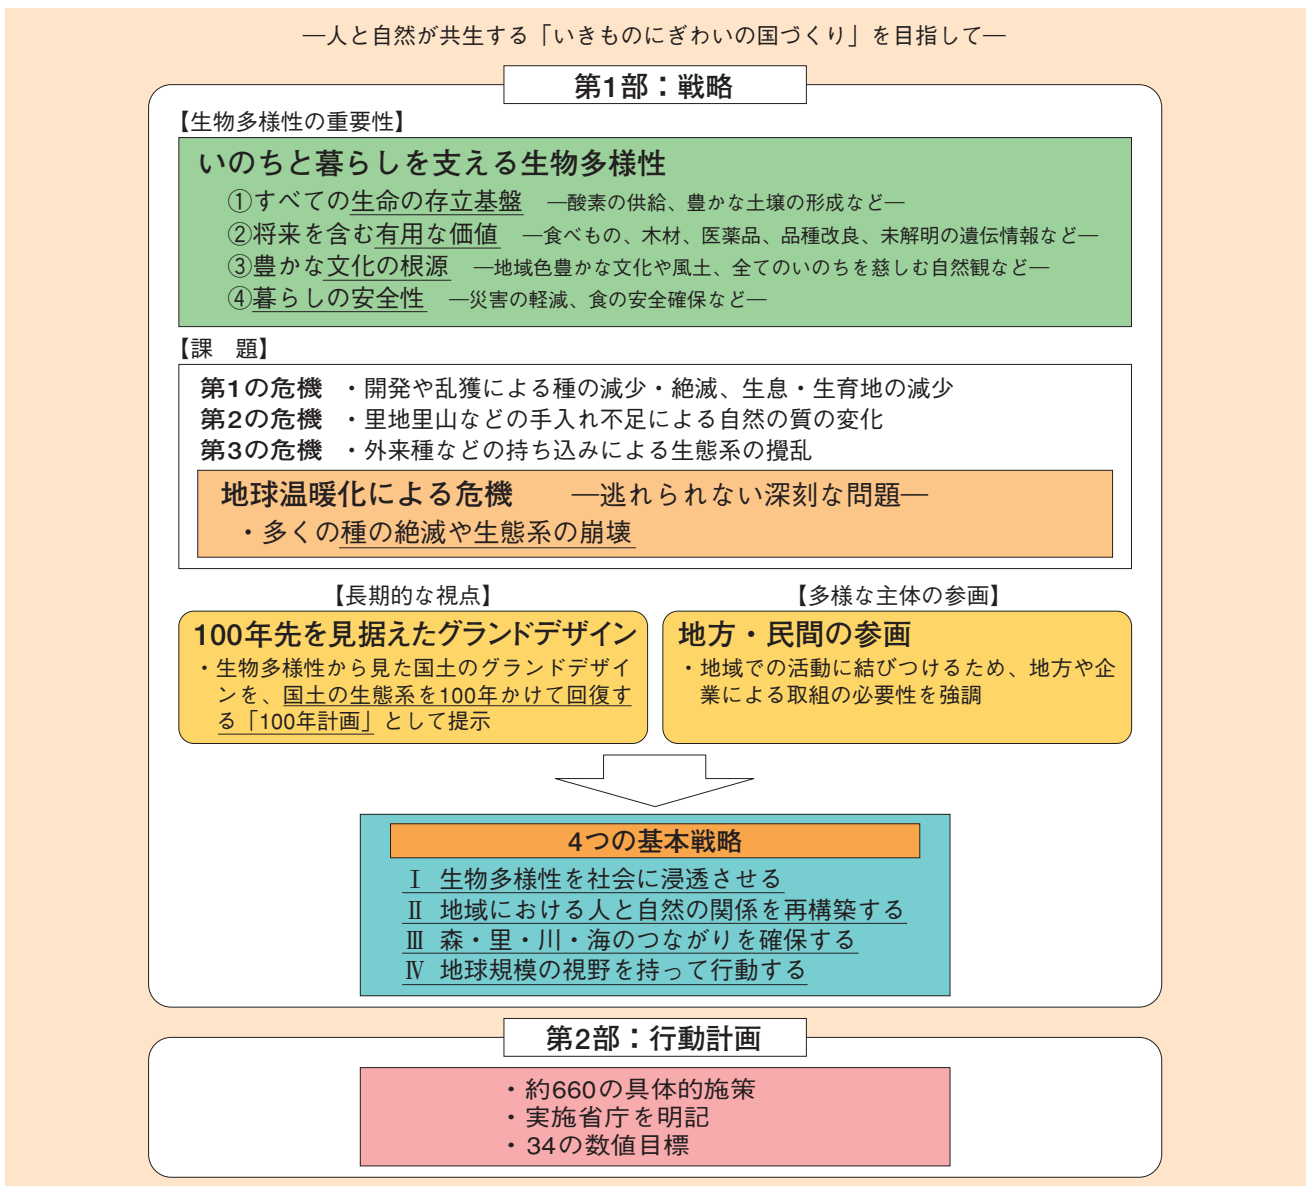 ―人と自然が共生する「いきものにぎわいの国づくり」を目指して―
第1部：戦略
【生物多様性の重要性】
いのちと暮らしを支える生物多様性
①すべての生命の存立基盤　―酸素の供給、豊かな土壌の形成など―
②将来を含む有用な価値　―食べもの、木材、医薬品、品種改良、未解明の遺伝情報など―
③豊かな文化の根源　―地域色豊かな文化や風土、全てのいのちを慈しむ自然観など―
④暮らしの安全性　―災害の軽減、食の安全確保など―
【課　題】
第1の危機　・開発や乱獲による種の減少・絶滅、生息・生育地の減少
第2の危機　・里地里山などの手入れ不足による自然の質の変化
第3の危機　・外来種などの持ち込みによる生態系の攪乱
地球温暖化による危機　―逃れられない深刻な問題―
・多くの種の絶滅や生態系の崩壊
【長期的な視点】
100年先を見据えたグランドデザイン
・生物多様性から見た国土のグランドデザイ
ンを、国土の生態系を100年かけて回復す
る「100年計画」として提示
【多様な主体の参画】
地方・民間の参画
・地域での活動に結びつけるため、地方や企
業による取組の必要性を強調
4つの基本戦略
Ⅰ　生物多様性を社会に浸透させる
Ⅱ　地域における人と自然の関係を再構築する
Ⅲ　森・里・川・海のつながりを確保する
Ⅳ　地球規模の視野を持って行動する
第2部：行動計画
・約660の具体的施策
・実施省庁を明記
・34の数値目標